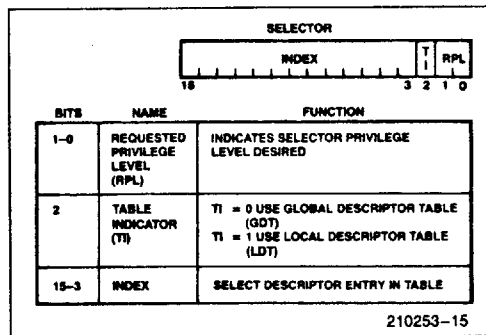 SELECTOR
INDEX TI RPL
15 3 2 1 0
BITS NAME FUNCTION
1–0 REQUESTED PRIVILEGE LEVEL (RPL) INDICATES SELECTOR PRIVILEGE LEVEL DESIRED
2 TABLE INDICATOR (TI) TI = 0 USE GLOBAL DESCRIPTOR TABLE (GDT)
TI = 1 USE LOCAL DESCRIPTOR TABLE (LDT)
15–3 INDEX SELECT DESCRIPTOR ENTRY IN TABLE
210253–15